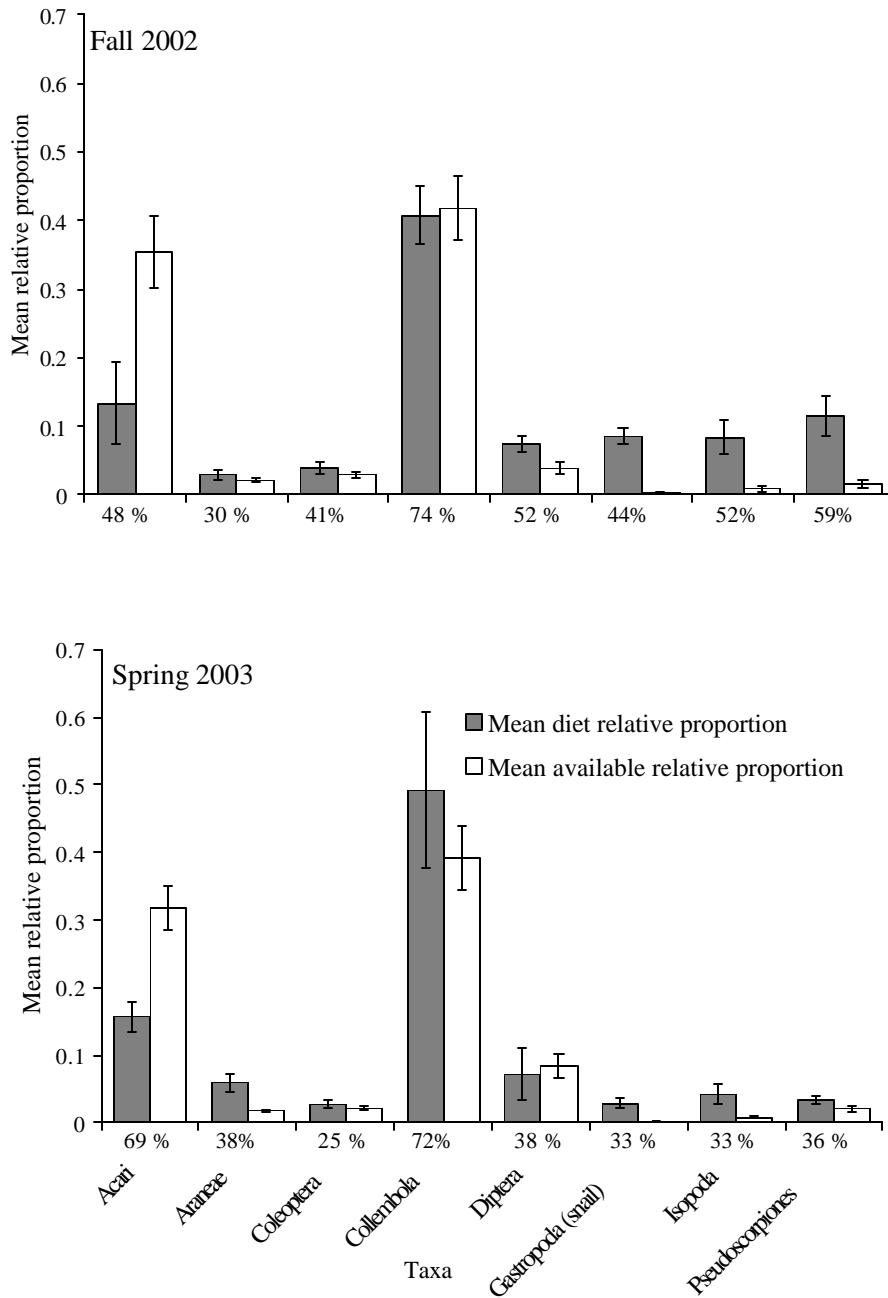 Fall 2002
Mean relative proportion
0.7
0.6
0.5
0.4
0.3
0.2
0.1
0
48 % 30 % 41% 74 % 52 % 44% 52% 59%
Spring 2003
Mean relative proportion
0.7
0.6
0.5
0.4
0.3
0.2
0.1
0
Mean diet relative proportion
Mean available relative proportion
69 % 38% 25 % 72% 38 % 33 % 33 % 36 %
Acari
Araneae
Coleoptera
Collembola
Diptera
Gastropoda (snail)
Isopoda
Pseudoscorpiones
Taxa